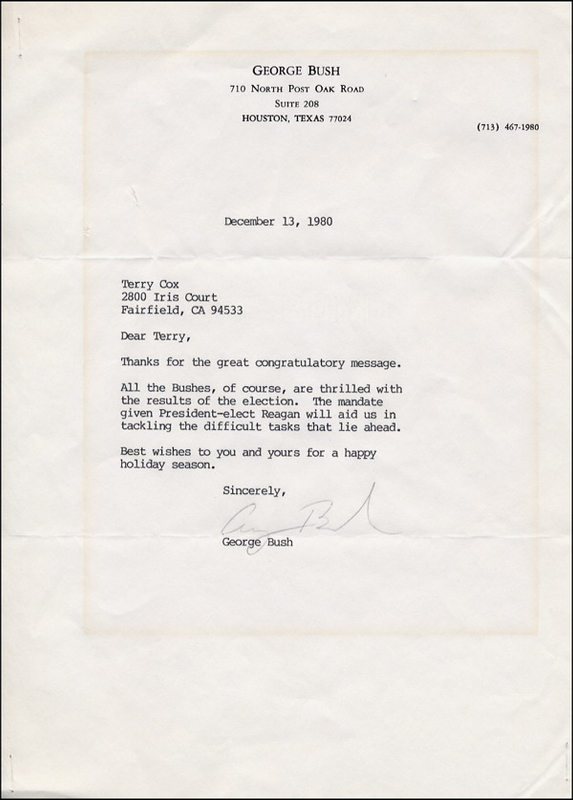 GEORGE BUSH
710 NORTH POST OAK ROAD
SUITE 208
HOUSTON, TEXAS 77024
(713) 467-1980
December 13, 1980
Terry Cox
2800 Iris Court
Fairfield, CA 94533
Dear Terry,
Thanks for the great congratulatory message.
All the Bushes, of course, are thrilled with
the results of the election. The mandate
given President-elect Reagan will aid us in
tackling the difficult tasks that lie ahead.
Best wishes to you and yours for a happy
holiday season.
Sincerely,
George Bush
George Bush